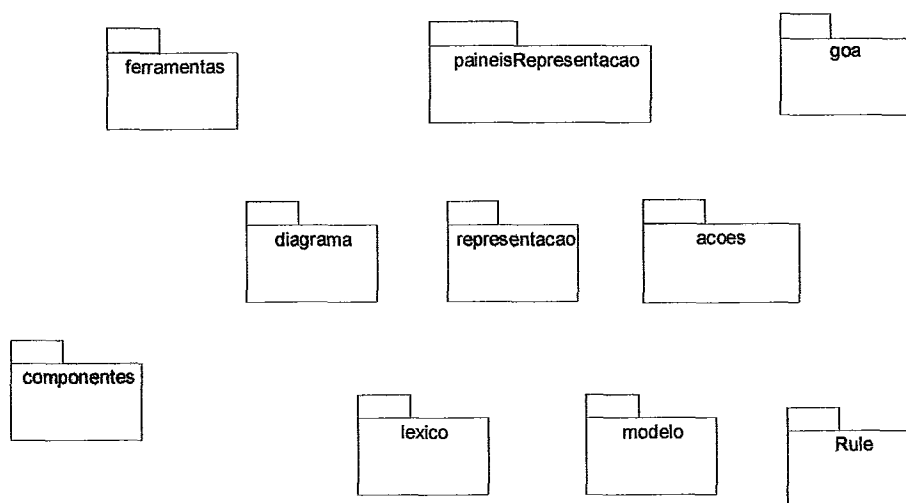 ferramentas
paineisRepresentacao
goa
diagrama
representacao
acoes
componentes
lexico
modelo
Rule